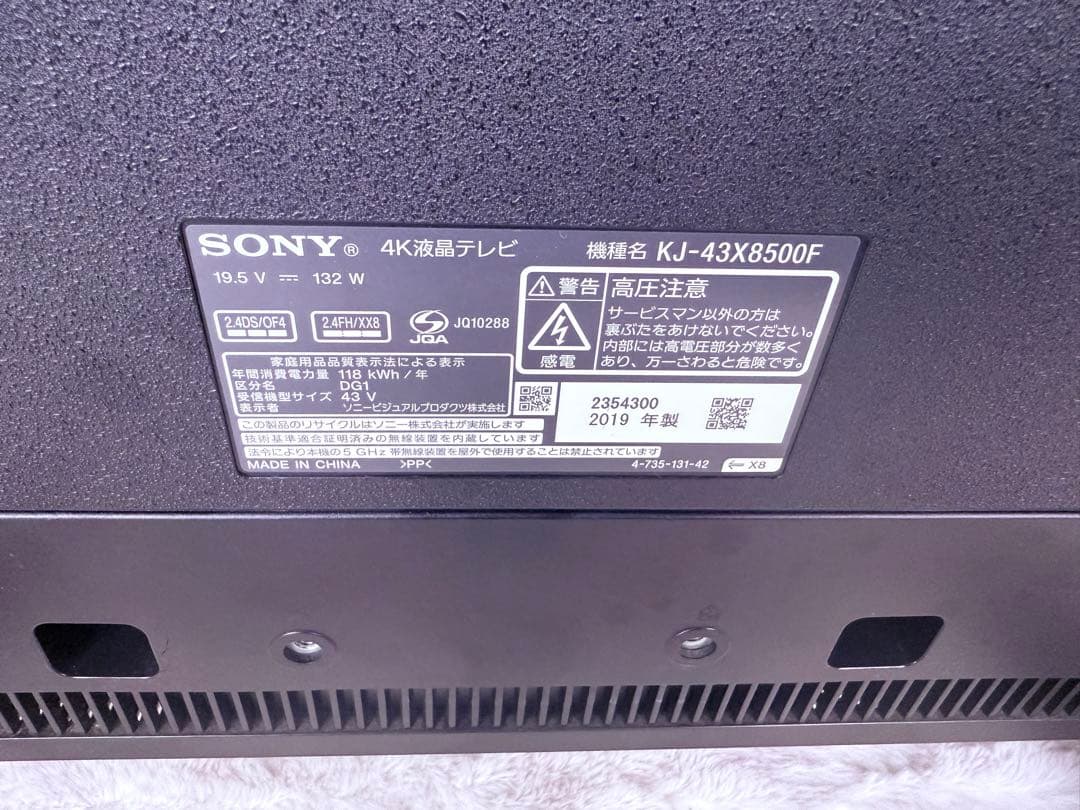 SONY® 4K液晶テレビ 機種名 KJ-43X8500F
19.5 V ⎓ 132 W
2.4DS/OF4 2.4FH/XX8 JQA JQ10288
家庭用品品質表示法による表示
年間消費電力量 118 kWh / 年
区分名 DG1
受信機型サイズ 43 V
表示者 ソニービジュアルプロダクツ株式会社
⚠警告 高圧注意
感電
サービスマン以外の方は
裏ぶたをあけないでください。
内部には高電圧部分が数多く
あり、万一さわると危険です。
2354300
2019 年製
この製品のリサイクルはソニー株式会社が実施します
技術基準適合証明済みの無線装置を内蔵しています
法令により本機の5 GHz 帯無線装置を屋外で使用することは禁止されています
MADE IN CHINA >PP< 4-735-131-42 ← X8